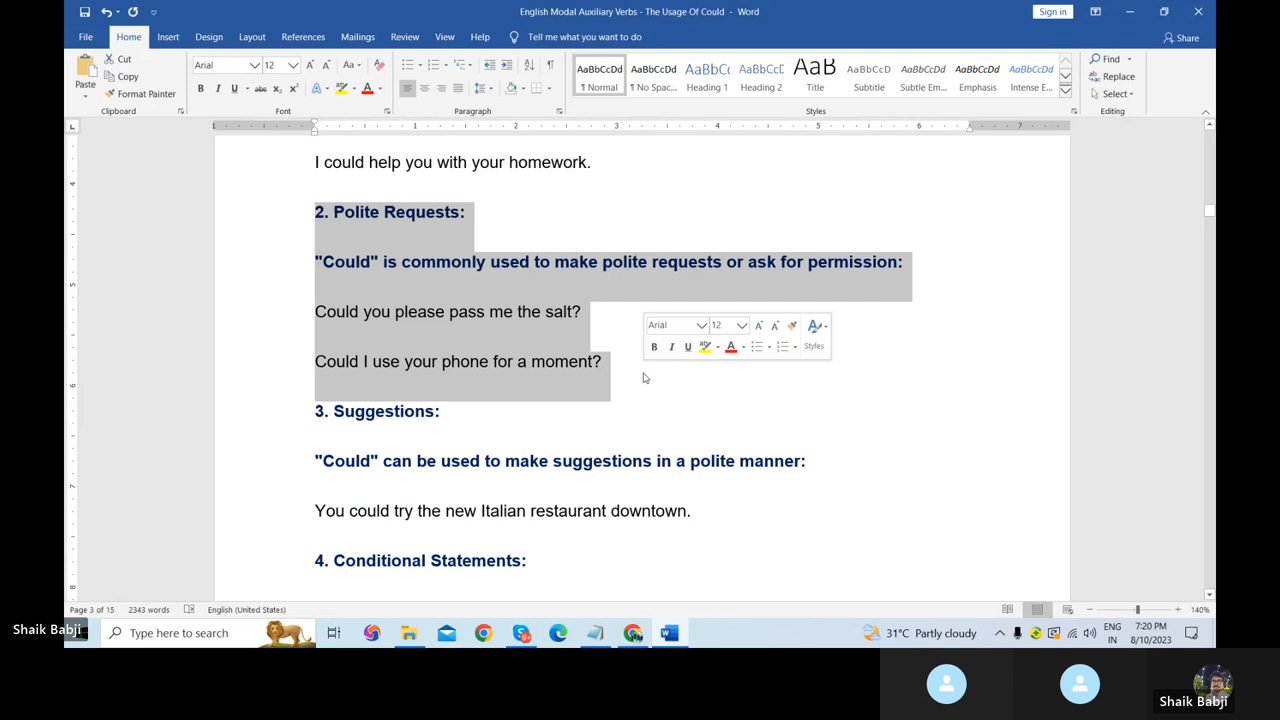 English Modal Auxiliary Verbs - The Usage Of Could - Word
Sign in
File Home Insert Design Layout References Mailings Review View Help Tell me what you want to do
Share
Paste
Cut
Copy
Format Painter
Clipboard
Arial 12
Font
Paragraph
AaBbCcDd AaBbCcDd AaBbCc AaBbCcD AaB AaBbCcDd AaBbCcDd AaBbCcDd AaBbCcDd
¶ Normal ¶ No Spac... Heading 1 Heading 2 Title Subtitle Subtle Em... Emphasis Intense E...
Styles
Find
Replace
Select
Editing
I could help you with your homework.
2. Polite Requests:
"Could" is commonly used to make polite requests or ask for permission:
Could you please pass me the salt?
Could I use your phone for a moment?
Arial 12
Styles
3. Suggestions:
"Could" can be used to make suggestions in a polite manner:
You could try the new Italian restaurant downtown.
4. Conditional Statements:
Page 3 of 15 2343 words English (United States)
140%
Shaik Babji
Type here to search
31°C Partly cloudy
ENG
IN
7:20 PM
8/10/2023
Shaik Babji